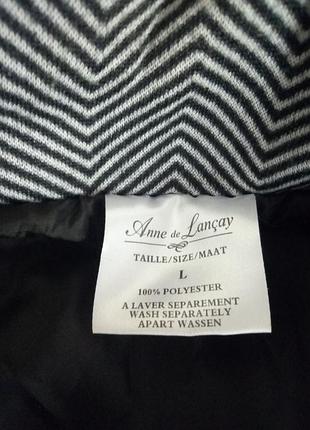 Anne de Lançay
TAILLE/SIZE/MAAT
L
100% POLYESTER
A LAVER SEPAREMENT
WASH SEPARATELY
APART WASSEN